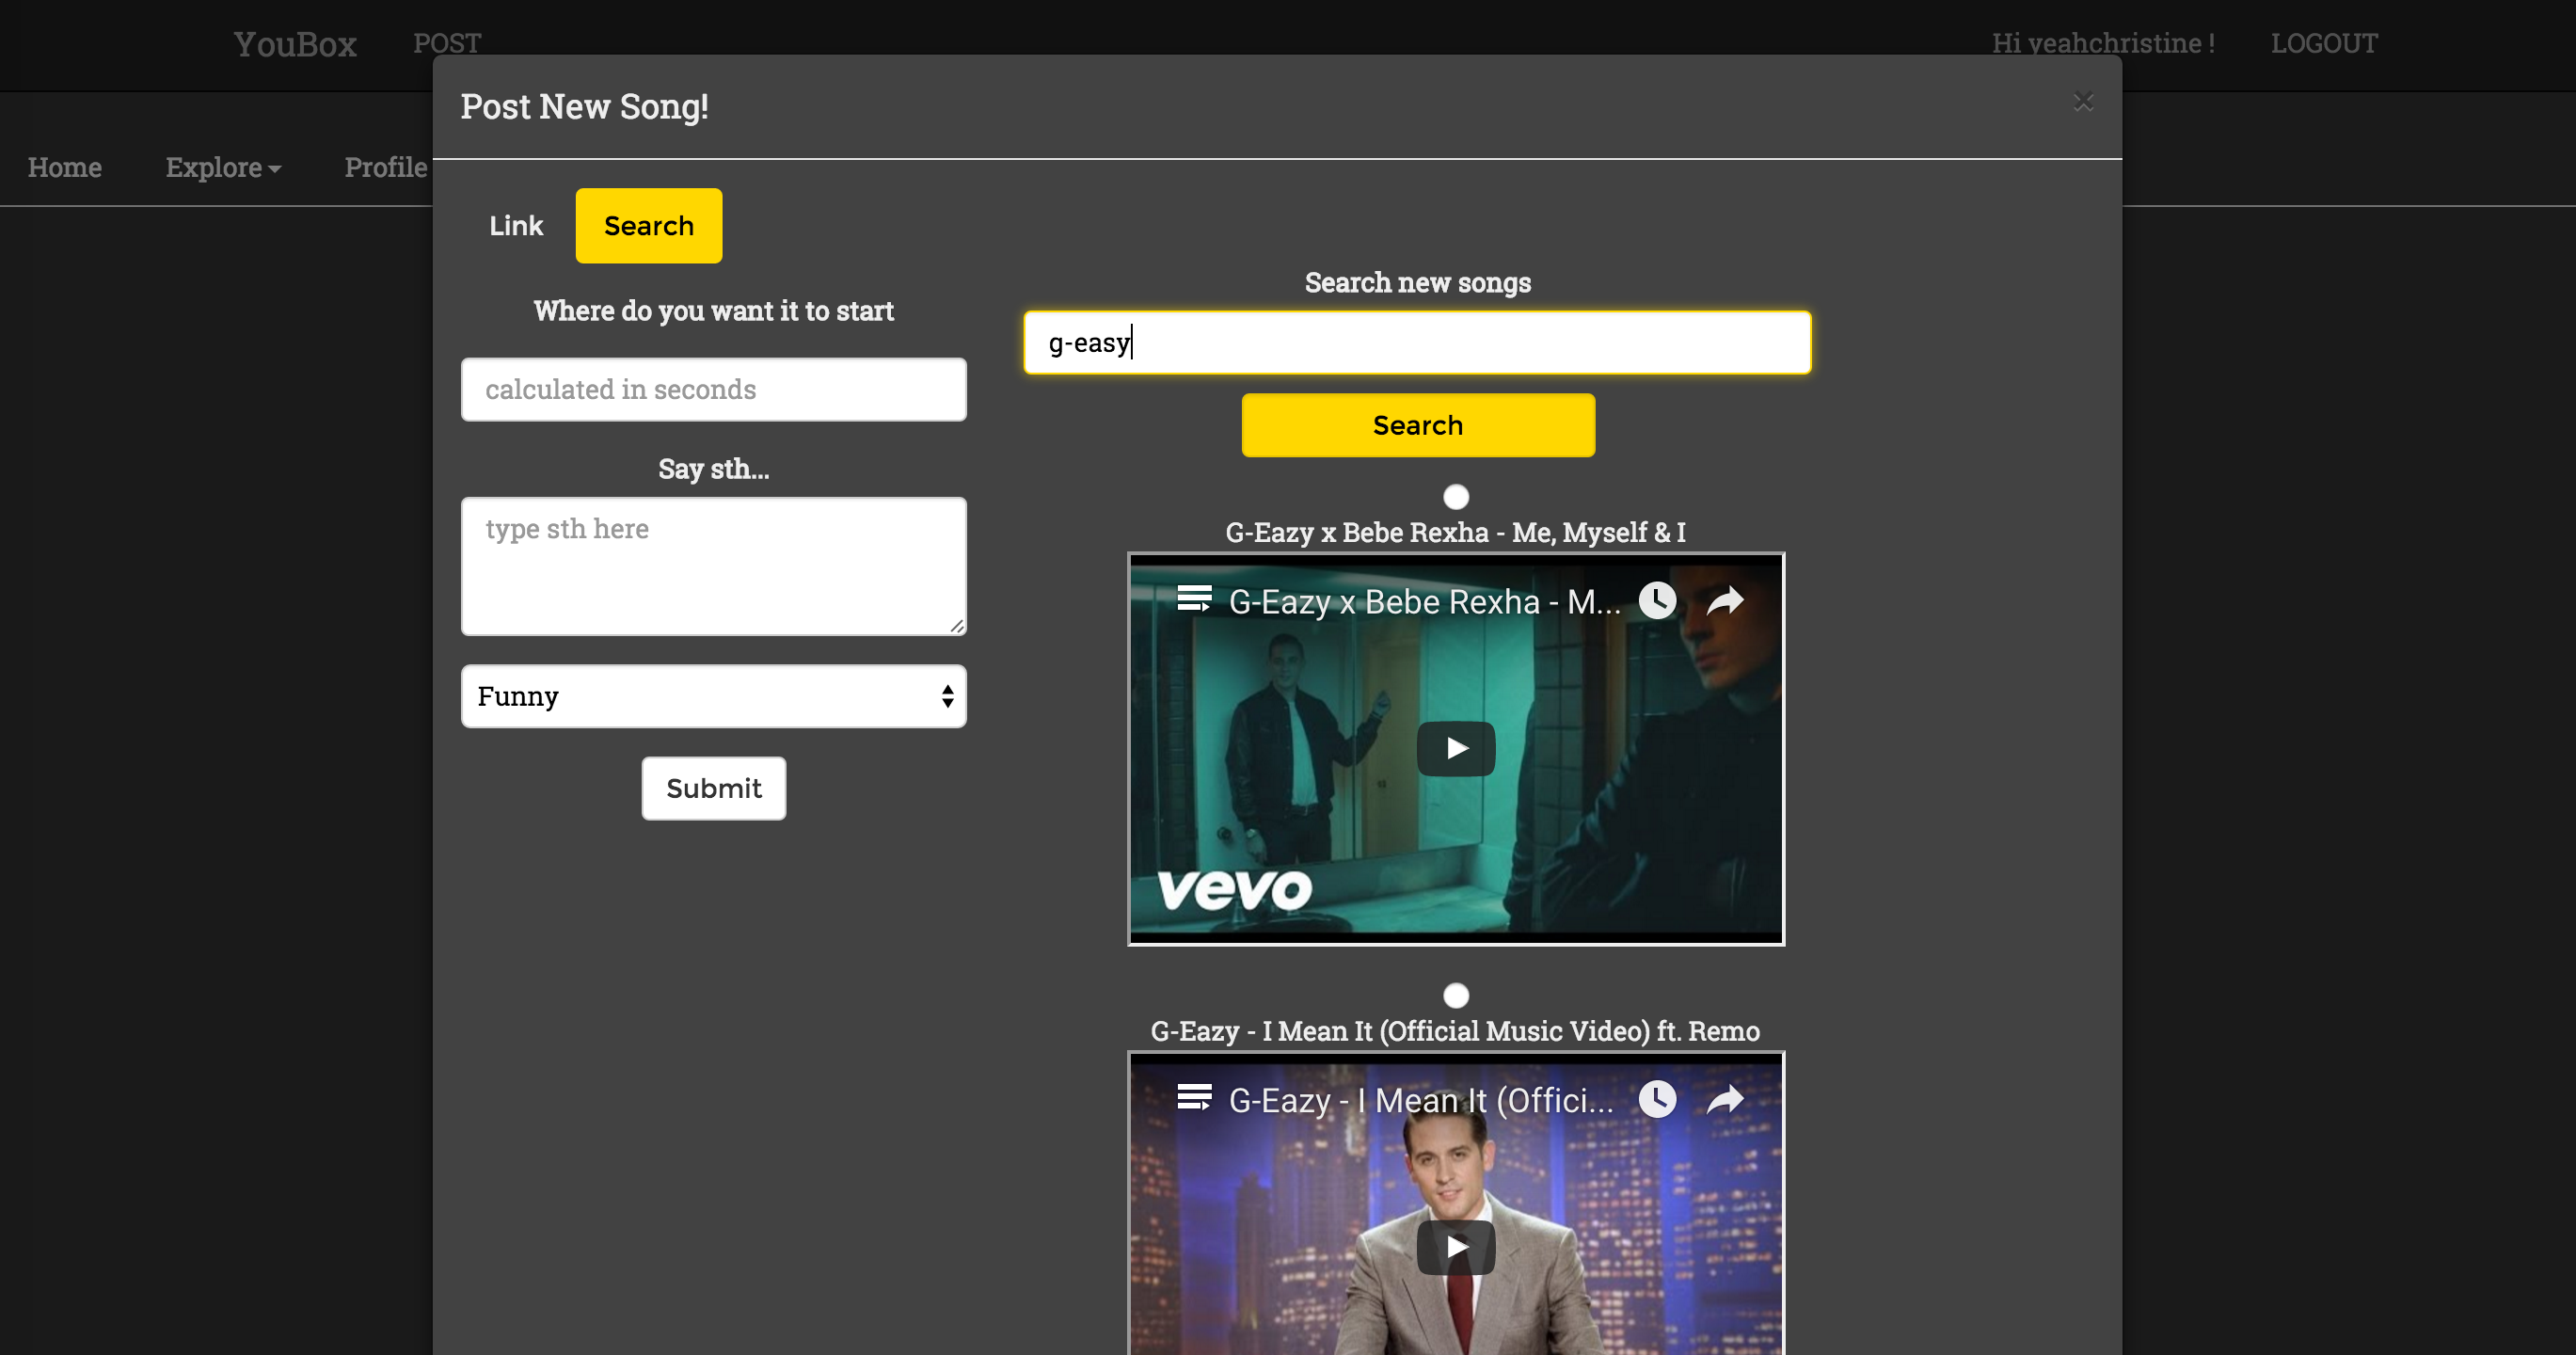 YouBox POST Hi yeahchristine ! LOGOUT
Post New Song! ×
Home Explore Profile
Link Search
Where do you want it to start
calculated in seconds
Say sth...
type sth here
Funny
Submit
Search new songs
g-easy
Search
G-Eazy x Bebe Rexha - Me, Myself & I
G-Eazy x Bebe Rexha - M...
vevo
G-Eazy - I Mean It (Official Music Video) ft. Remo
G-Eazy - I Mean It (Offici...